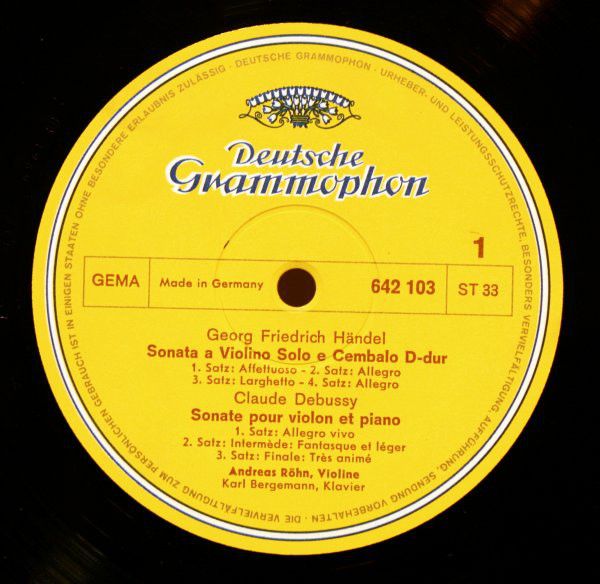 DEUTSCHE GRAMMOPHON · URHEBER- UND LEISTUNGSSCHUTZRECHTE, BESONDERS VERVIELFÄLTIGUNG, AUFFÜHRUNG, SENDUNG VORBEHALTEN · DIE VERVIELFÄLTIGUNG ZUM PERSÖNLICHEN GEBRAUCH IST IN EINIGEN STAATEN OHNE BESONDERE ERLAUBNIS ZULÄSSIG ·
Deutsche
Grammophon
1
GEMA Made in Germany 642 103 ST 33
Georg Friedrich Händel
Sonata a Violino Solo e Cembalo D-dur
1. Satz: Affettuoso - 2. Satz: Allegro
3. Satz: Larghetto - 4. Satz: Allegro
Claude Debussy
Sonate pour violon et piano
1. Satz: Allegro vivo
2. Satz: Intermède: Fantasque et léger
3. Satz: Finale: Très animé
Andreas Röhn, Violine
Karl Bergemann, Klavier